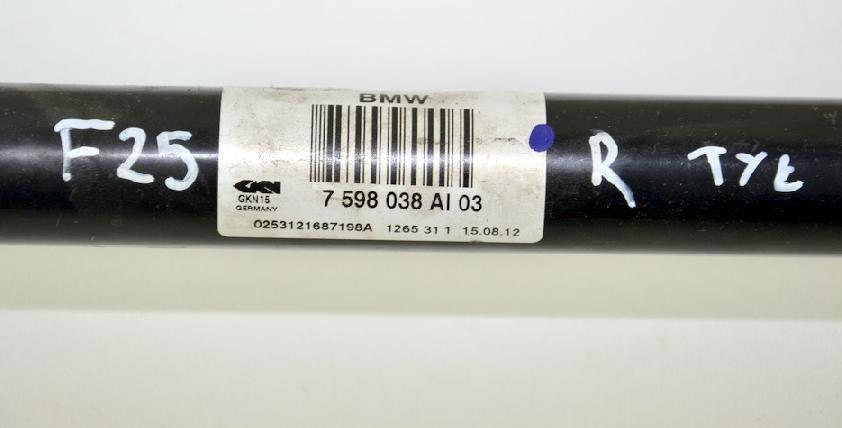 F25
BMW
GKN
GKN15
GERMANY
7 598 038 AI 03
0253121687198A 1265 31 1 15.08.12
R TYŁ